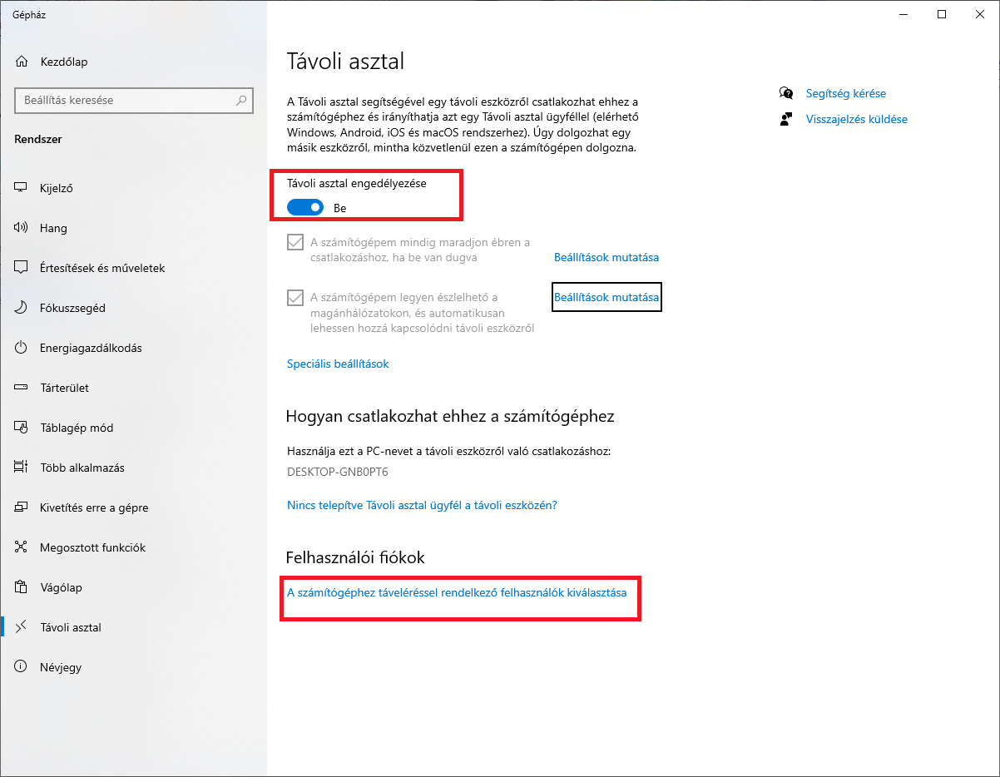 Gépház
Kezdőlap
Beállítás keresése
Rendszer
Kijelző
Hang
Értesítések és műveletek
Fókuszsegéd
Energiagazdálkodás
Tárterület
Táblagép mód
Több alkalmazás
Kivetítés erre a gépre
Megosztott funkciók
Vágólap
Távoli asztal
Névjegy
Távoli asztal
A Távoli asztal segítségével egy távoli eszközről csatlakozhat ehhez a
számítógéphez és irányíthatja azt egy Távoli asztal ügyféllel (elérhető
Windows, Android, iOS és macOS rendszerhez). Úgy dolgozhat egy
másik eszközről, mintha közvetlenül ezen a számítógépen dolgozna.
Távoli asztal engedélyezése
Be
A számítógépem mindig maradjon ébren a
csatlakozáshoz, ha be van dugva
Beállítások mutatása
A számítógépem legyen észlelhető a
magánhálózatokon, és automatikusan
lehessen hozzá kapcsolódni távoli eszközről
Beállítások mutatása
Speciális beállítások
Hogyan csatlakozhat ehhez a számítógéphez
Használja ezt a PC-nevet a távoli eszközről való csatlakozáshoz:
DESKTOP-GNB0PT6
Nincs telepítve Távoli asztal ügyfél a távoli eszközén?
Felhasználói fiókok
A számítógéphez táveléréssel rendelkező felhasználók kiválasztása
Segítség kérése
Visszajelzés küldése